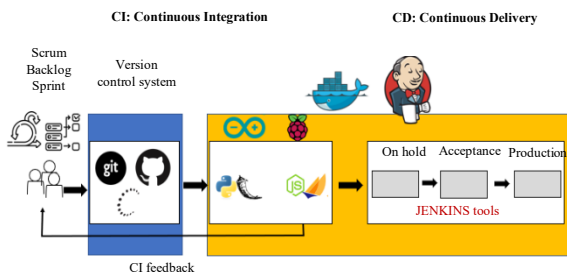 CI: Continuous Integration
CD: Continuous Delivery
Scrum
Backlog
Sprint
Version
control system
git
JS
On hold
Acceptance
Production
JENKINS tools
CI feedback